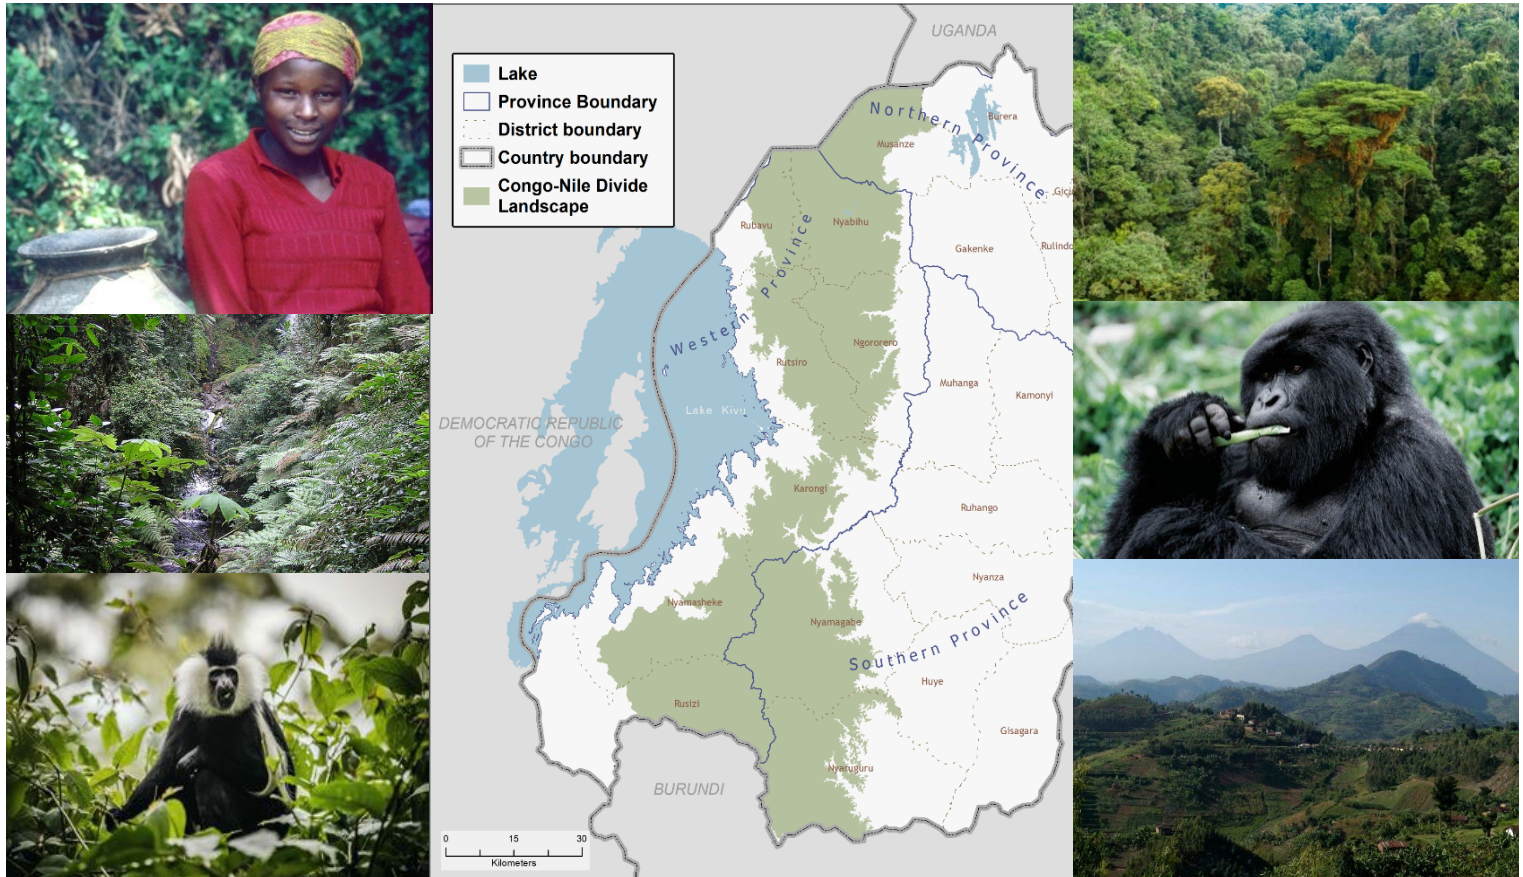 UGANDA
Lake
Province Boundary
District boundary
Country boundary
Congo-Nile Divide
Landscape
Northern Province
Burera
Musanze
Rubavu
Nyabihu
Gakenke
Rulindo
Western Province
Ngororero
Rutsiro
Muhanga
Kamonyi
Lake Kivu
DEMOCRATIC REPUBLIC
OF THE CONGO
Karongi
Ruhango
Nyanza
Nyamasheke
Nyamagabe
Southern Province
Huye
Rusizi
Gisagara
Nyaruguru
BURUNDI
0 15 30
Kilometers